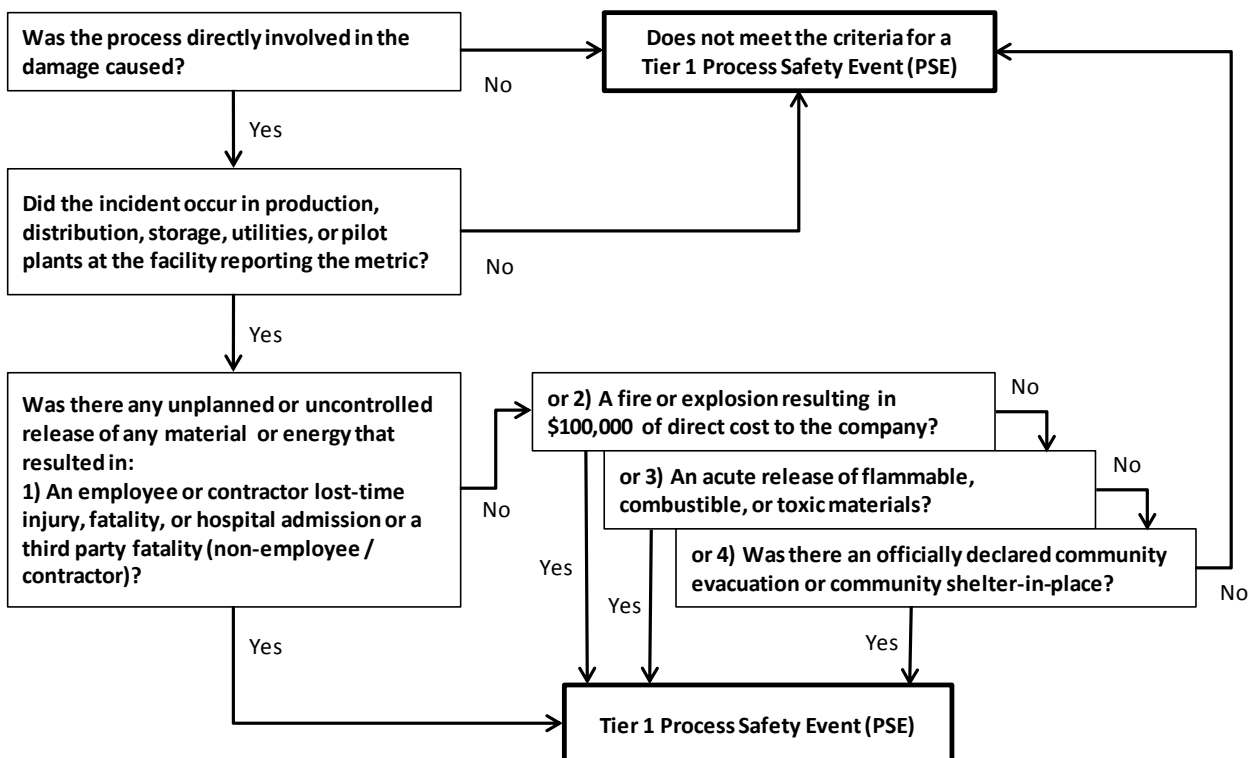 Was the process directly involved in the
damage caused?
Does not meet the criteria for a
Tier 1 Process Safety Event (PSE)
No
Yes
Did the incident occur in production,
distribution, storage, utilities, or pilot
plants at the facility reporting the metric?
No
Yes
Was there any unplanned or uncontrolled
release of any material or energy that
resulted in:
1) An employee or contractor lost-time
injury, fatality, or hospital admission or a
third party fatality (non-employee /
contractor)?
No
Yes
or 2) A fire or explosion resulting in
$100,000 of direct cost to the company?
No
Yes
or 3) An acute release of flammable,
combustible, or toxic materials?
No
Yes
or 4) Was there an officially declared community
evacuation or community shelter-in-place?
No
Yes
Tier 1 Process Safety Event (PSE)